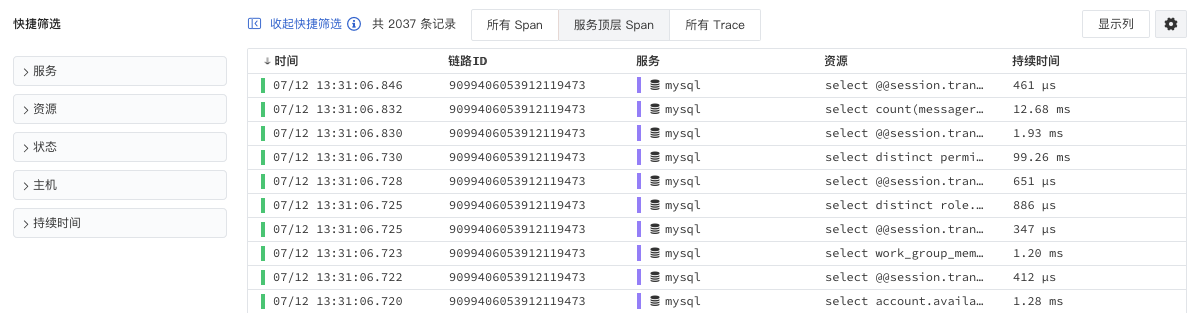 快捷筛选
收起快捷筛选 共 2037 条记录 所有 Span 服务顶层 Span 所有 Trace 显示列
服务
资源
状态
主机
持续时间
↓时间 链路ID 服务 资源 持续时间
07/12 13:31:06.846 9099406053912119473 mysql select @@session.tran… 461 μs
07/12 13:31:06.832 9099406053912119473 mysql select count(messager… 12.68 ms
07/12 13:31:06.830 9099406053912119473 mysql select @@session.tran… 1.93 ms
07/12 13:31:06.730 9099406053912119473 mysql select distinct permi… 99.26 ms
07/12 13:31:06.728 9099406053912119473 mysql select @@session.tran… 651 μs
07/12 13:31:06.725 9099406053912119473 mysql select distinct role.… 886 μs
07/12 13:31:06.725 9099406053912119473 mysql select @@session.tran… 347 μs
07/12 13:31:06.723 9099406053912119473 mysql select work_group_mem… 1.20 ms
07/12 13:31:06.722 9099406053912119473 mysql select @@session.tran… 412 μs
07/12 13:31:06.720 9099406053912119473 mysql select account.availa… 1.28 ms